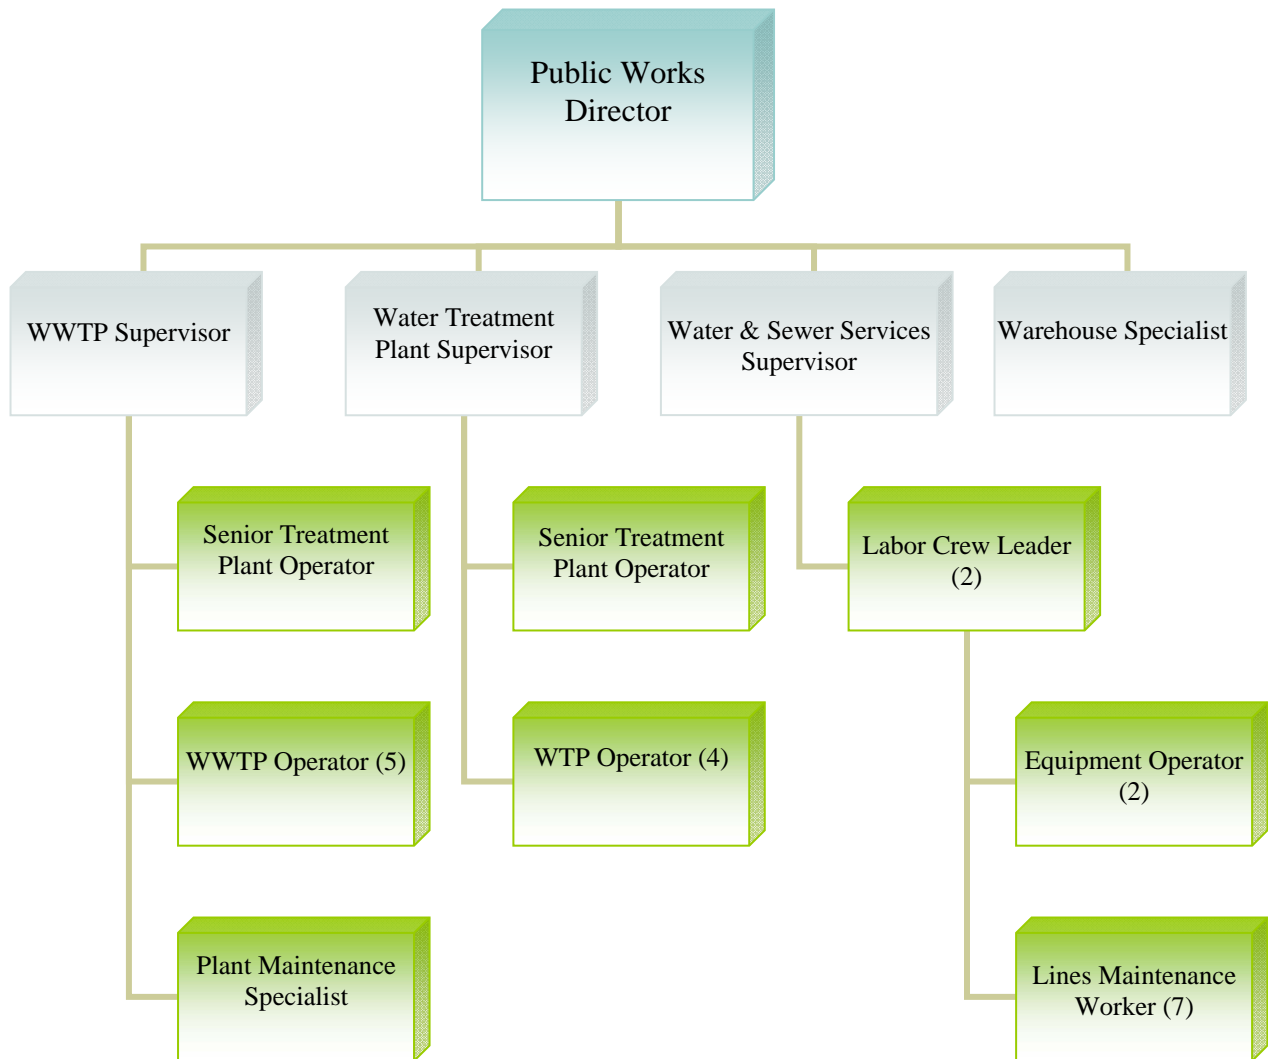 Public Works
Director
WWTP Supervisor
Water Treatment
Plant Supervisor
Water & Sewer Services
Supervisor
Warehouse Specialist
Senior Treatment
Plant Operator
Senior Treatment
Plant Operator
Labor Crew Leader
(2)
WWTP Operator (5)
WTP Operator (4)
Equipment Operator
(2)
Plant Maintenance
Specialist
Lines Maintenance
Worker (7)